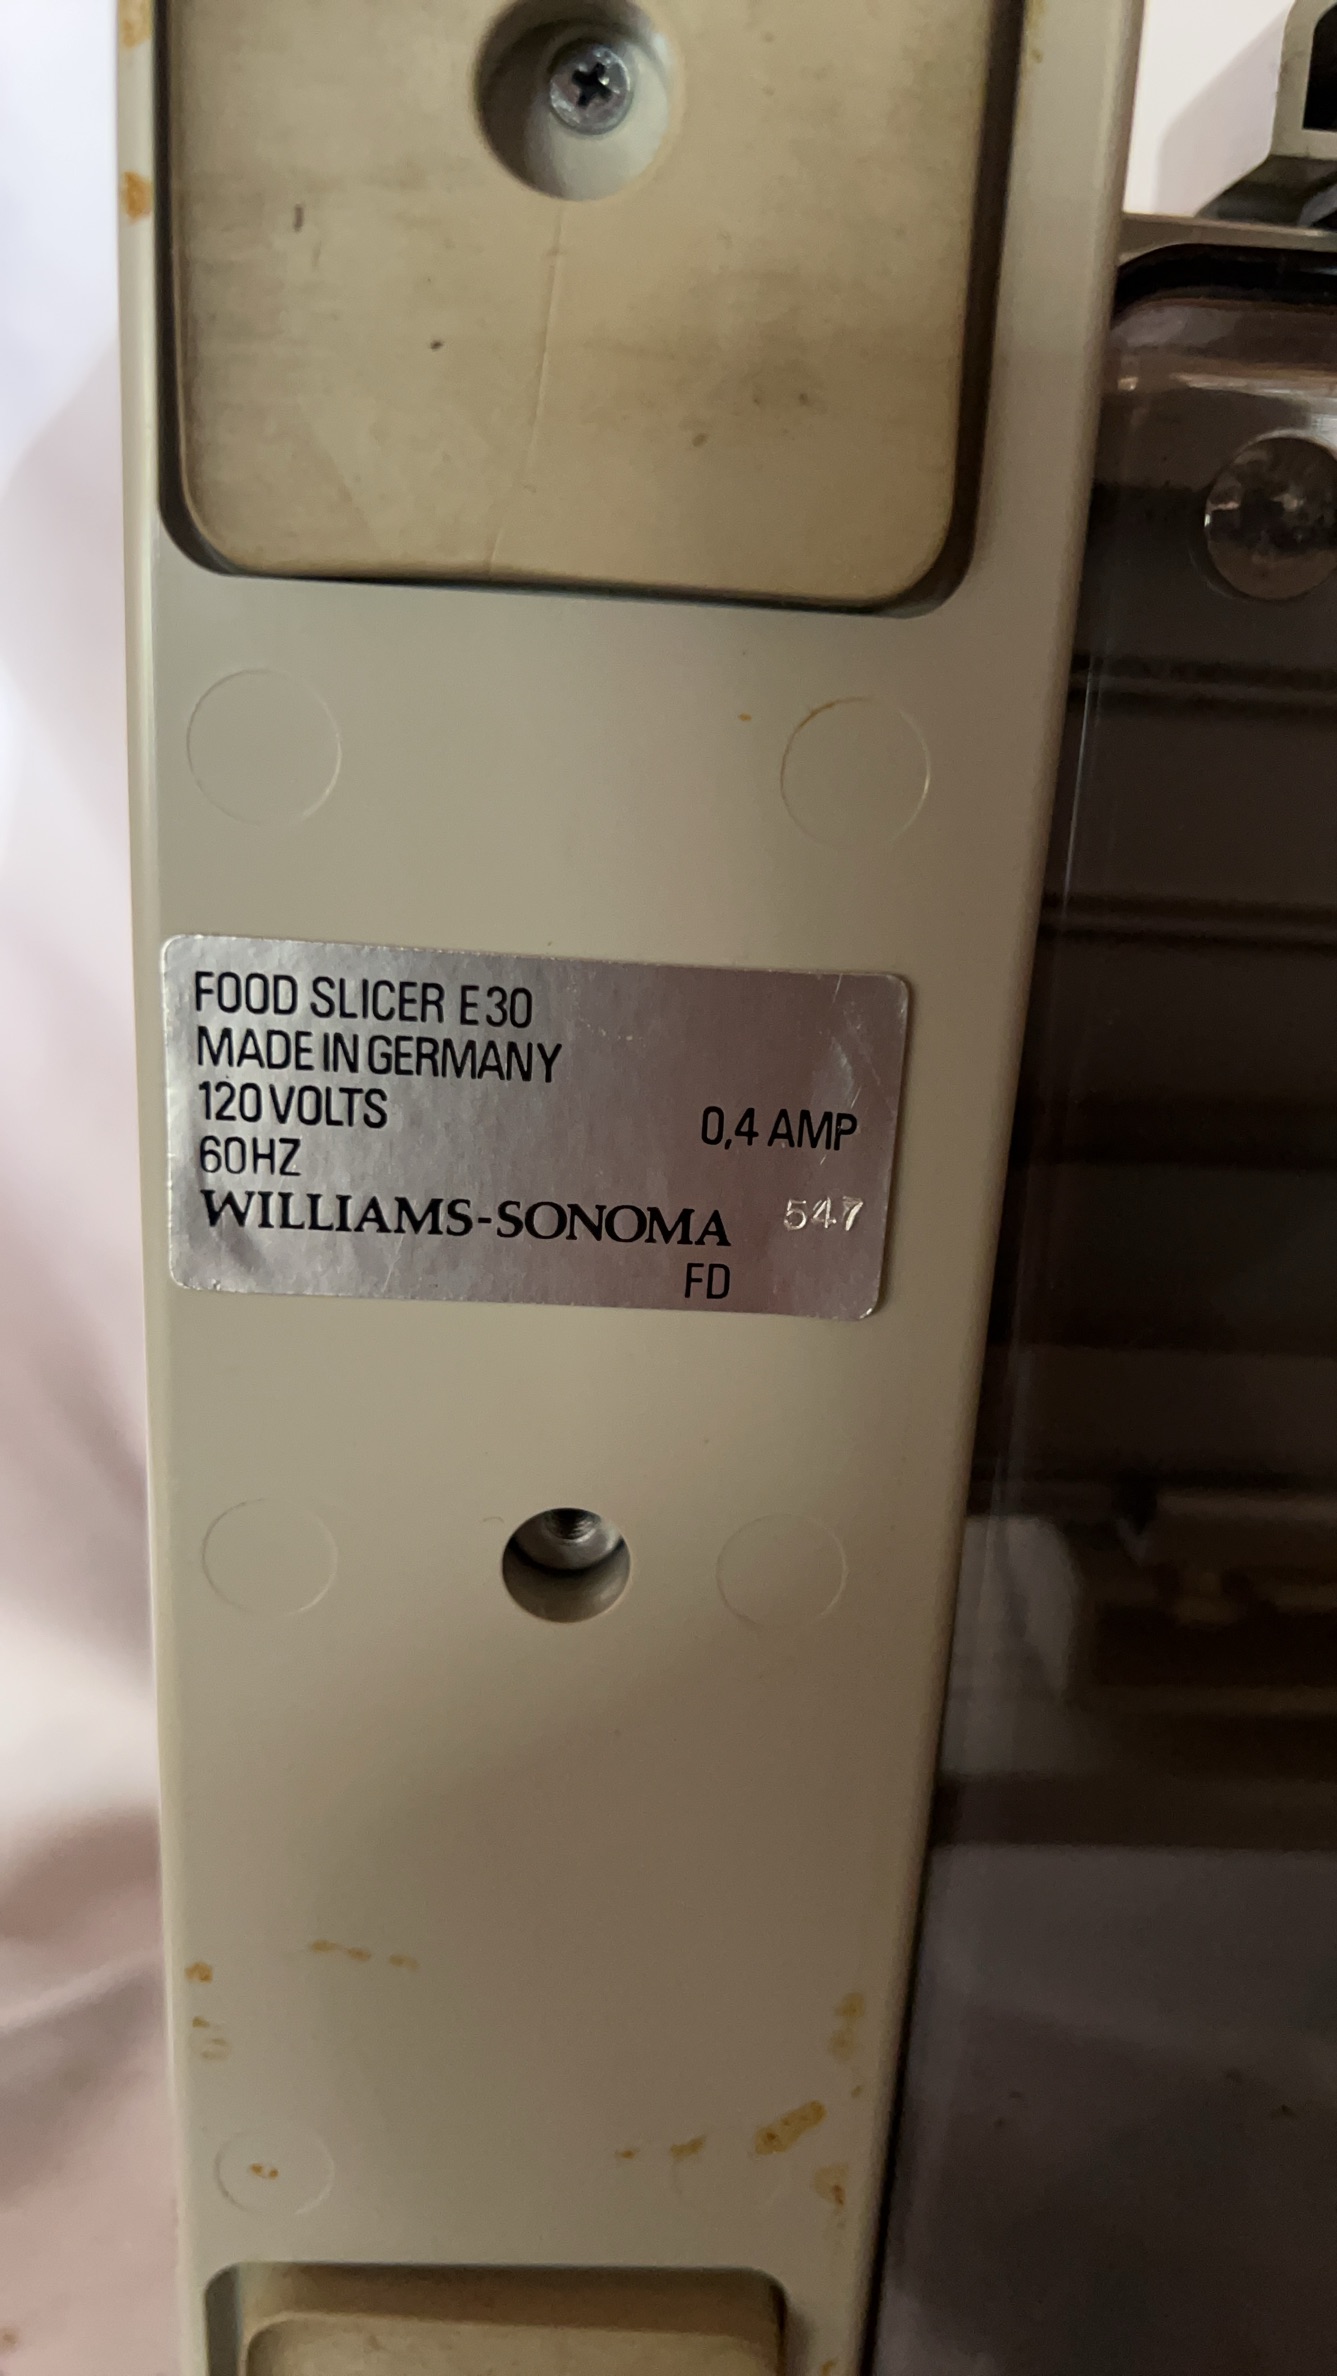 FOOD SLICER E30
MADE IN GERMANY
120 VOLTS 0,4 AMP
60HZ
WILLIAMS-SONOMA 547
FD